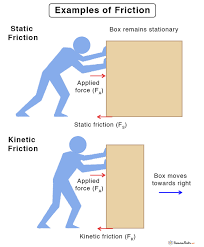 Examples of Friction
Static
Friction
Box remains stationary
Applied
force (Fₐ)
Static friction (Fₛ)
Kinetic
Friction
Applied
force (Fₐ)
Box moves
towards right
Kinetic friction (Fₖ)